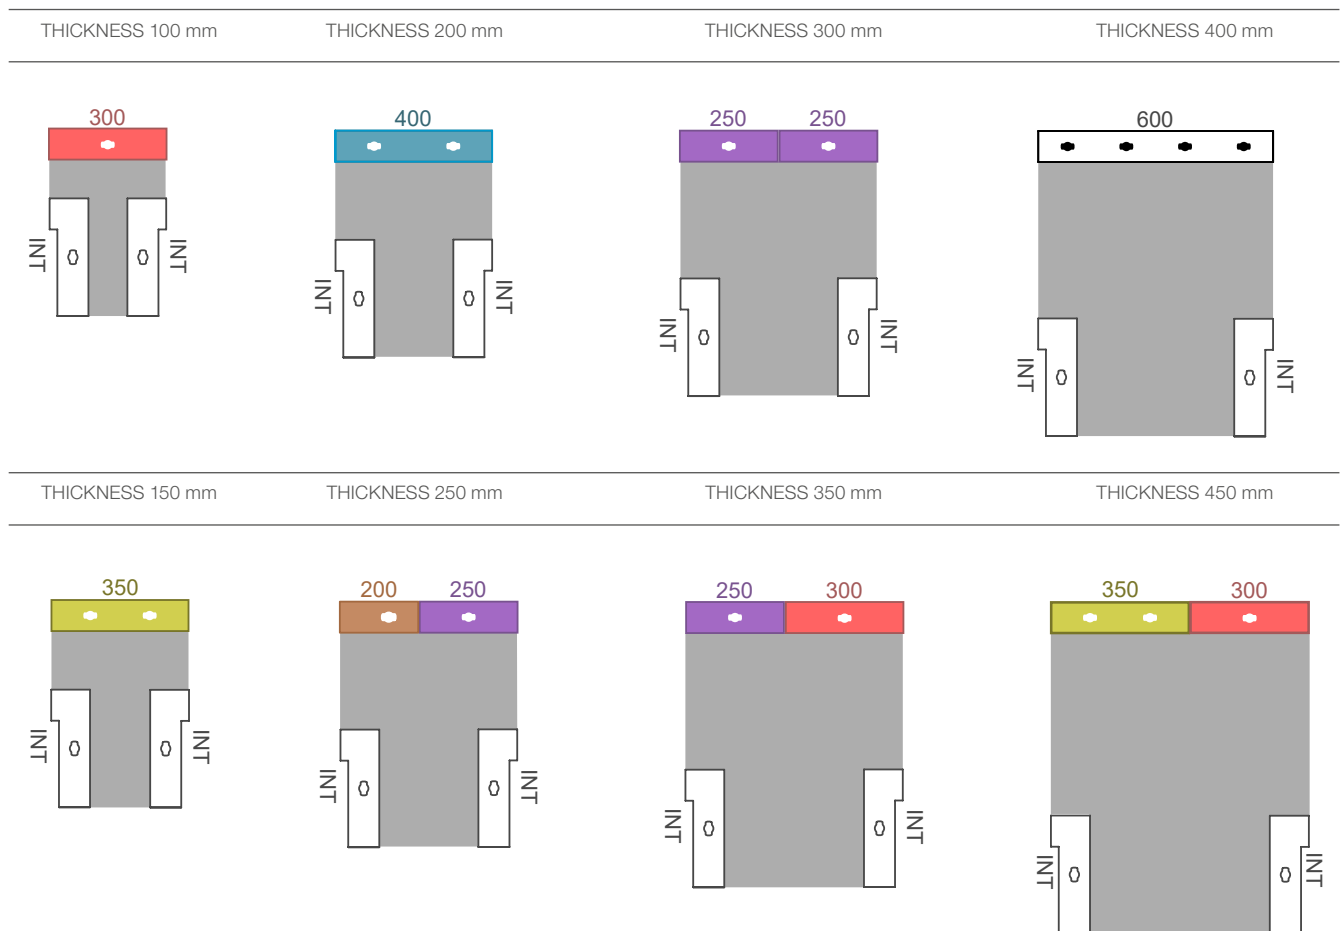 THICKNESS 100 mm THICKNESS 200 mm THICKNESS 300 mm THICKNESS 400 mm
300 400 250 250 600
INT INT INT INT INT INT INT INT
THICKNESS 150 mm THICKNESS 250 mm THICKNESS 350 mm THICKNESS 450 mm
350 200 250 250 300 350 300
INT INT INT INT INT INT INT INT